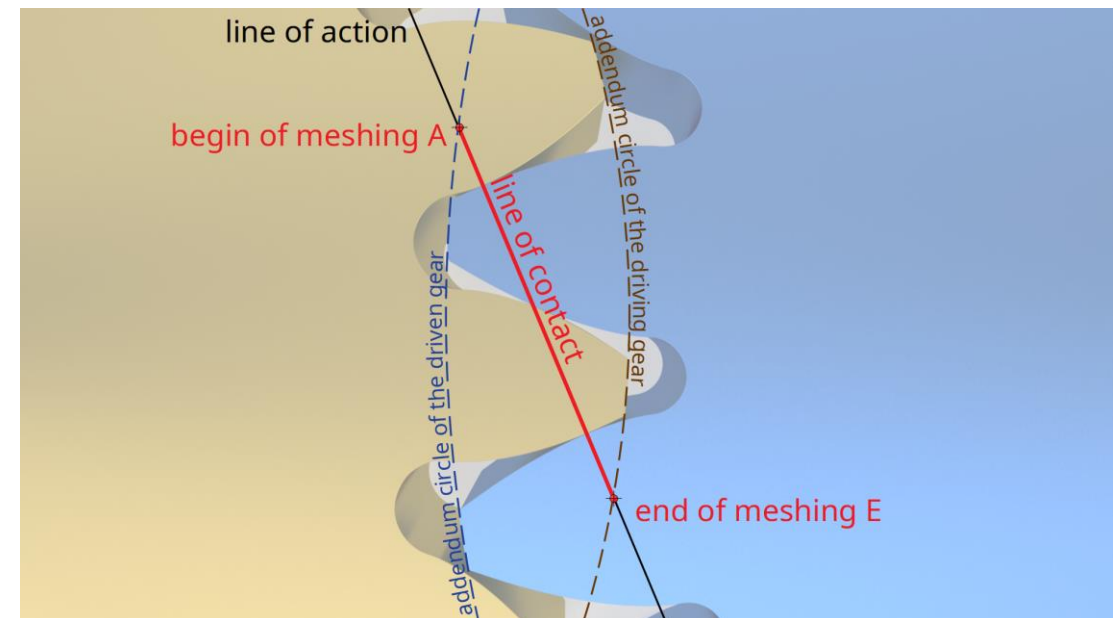 line of action
addendum circle of the driving gear
begin of meshing A
line of contact
addendum circle of the driven gear
end of meshing E